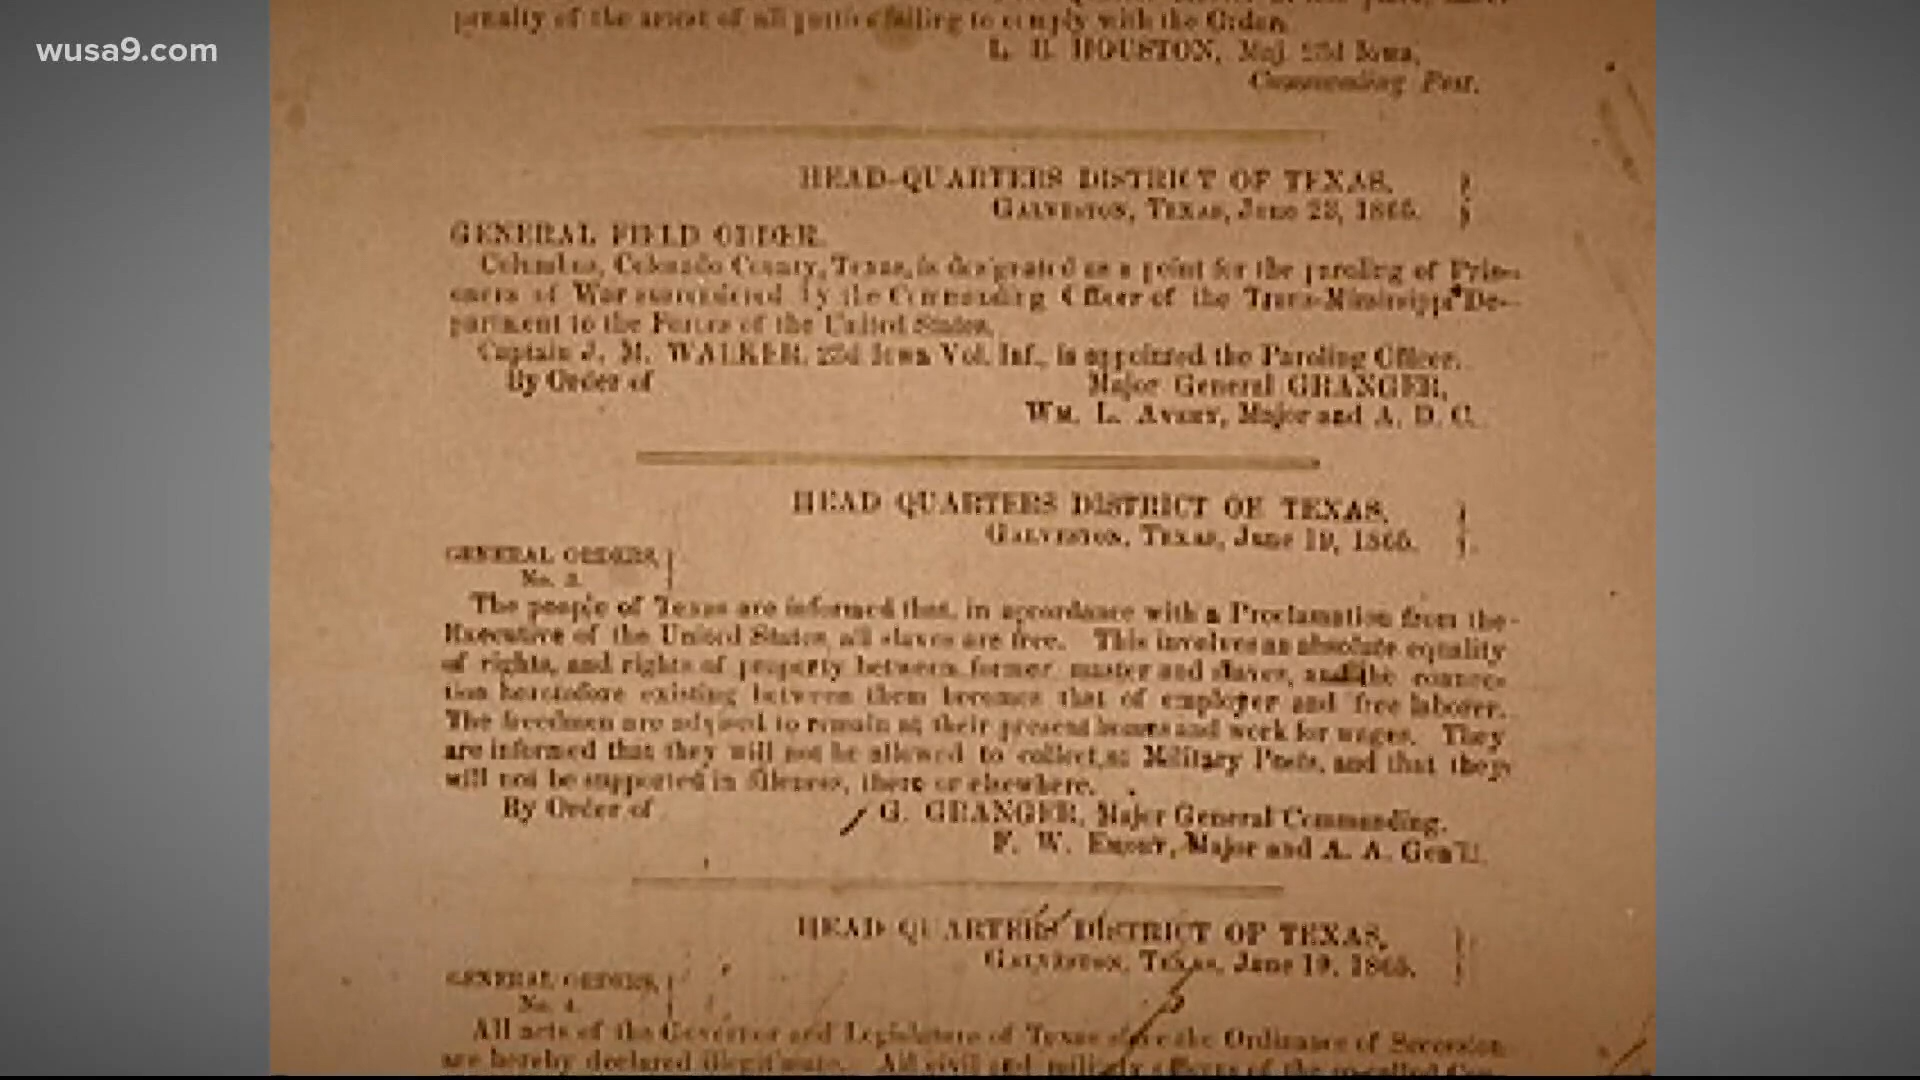 wusa9.com
penalty of the arrest of all parties failing to comply with the Order.
L. B. HOUSTON, Maj. 23d Iowa,
Commanding Post.
HEAD-QUARTERS DISTRICT OF TEXAS, }
GALVESTON, TEXAS, June 23, 1865. }
GENERAL FIELD ORDER.
Columbus, Colorado County, Texas, is designated as a point for the paroling of Pris-
oners of War surrendered by the Commanding Officer of the Trans-Mississippi De-
partment to the Forces of the United States.
Captain J. M. WALKER, 23d Iowa Vol. Inf., is appointed the Paroling Officer.
By Order of Major General GRANGER,
WM. L. AVERY, Major and A. D. C.
HEAD QUARTERS DISTRICT OF TEXAS, }
GALVESTON, TEXAS, June 19, 1865. }
GENERAL ORDERS, }
No. 3. }
The people of Texas are informed that, in accordance with a Proclamation from the
Executive of the United States, all slaves are free. This involves an absolute equality
of rights, and rights of property between former master and slaves, and the connec-
tion heretofore existing between them becomes that of employer and free laborer.
The freedmen are advised to remain at their present homes and work for wages. They
are informed that they will not be allowed to collect at Military Posts, and that they
will not be supported in idleness, there or elsewhere.
By Order of G. GRANGER, Major General Commanding.
F. W. EMORY, Major and A. A. Gen'l.
HEAD QUARTERS DISTRICT OF TEXAS, }
GALVESTON, TEXAS, June 19, 1865. }
GENERAL ORDERS, }
No. 4. }
All acts of the Governor and Legislature of Texas since the Ordinance of Secession
are hereby declared illegitimate. All civil and military officers of the so-called Con-